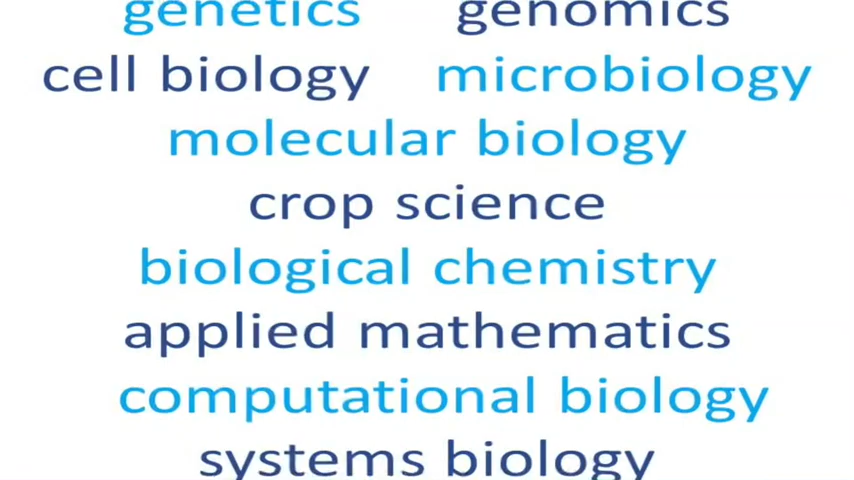 genetics genomics
cell biology microbiology
molecular biology
crop science
biological chemistry
applied mathematics
computational biology
systems biology